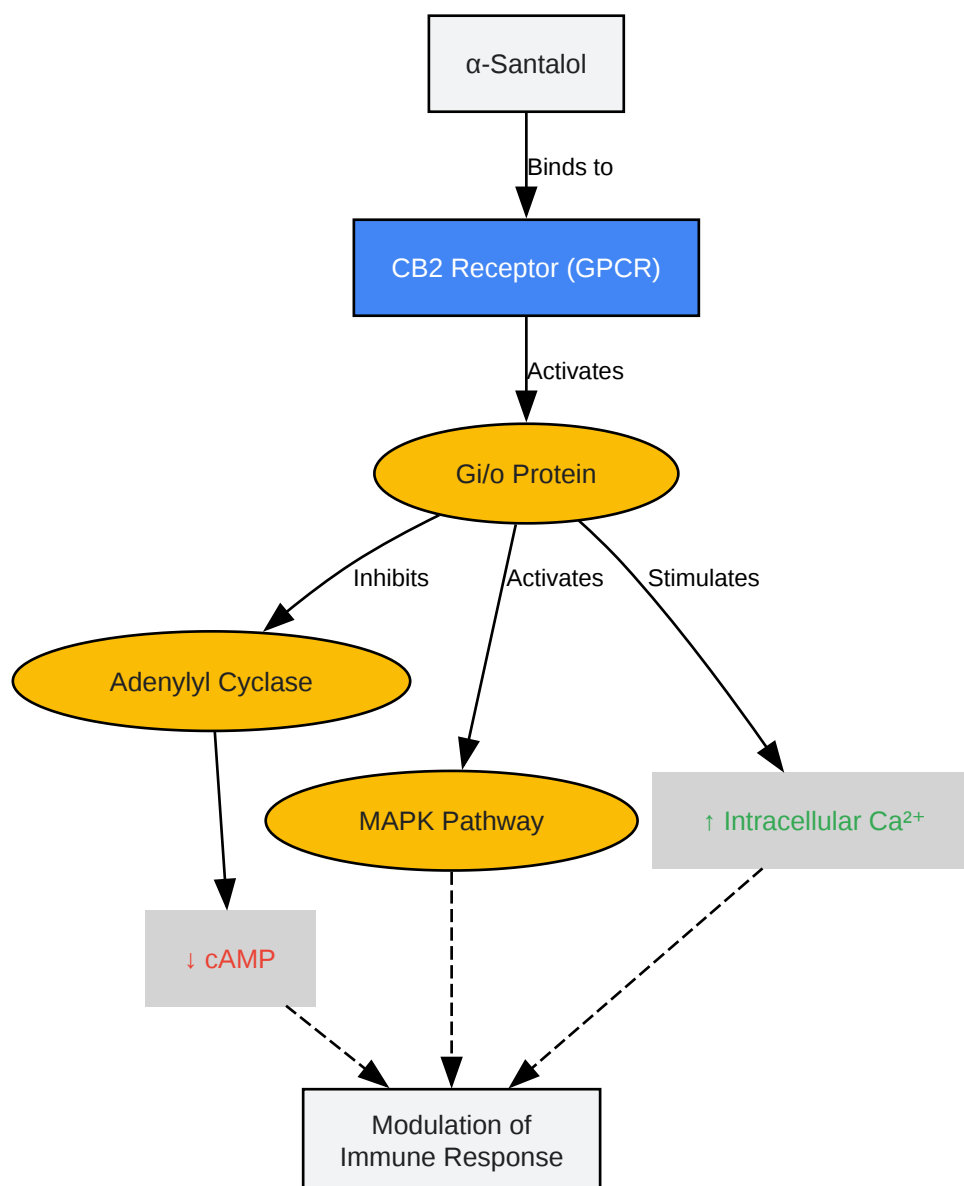 α-Santalol
Binds to
CB2 Receptor (GPCR)
Activates
Gi/o Protein
Inhibits
Activates
Stimulates
Adenylyl Cyclase
MAPK Pathway
↑ Intracellular Ca²⁺
↓ cAMP
Modulation of
Immune Response